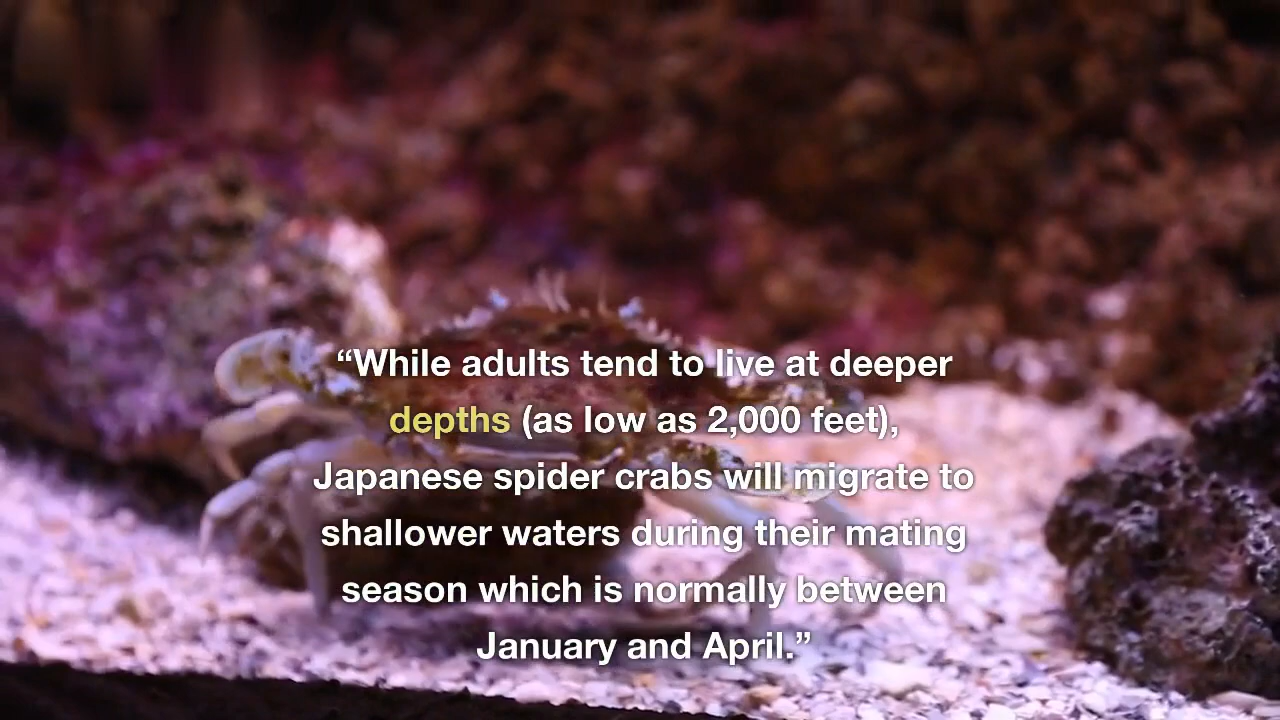 “While adults tend to live at deeper
depths (as low as 2,000 feet),
Japanese spider crabs will migrate to
shallower waters during their mating
season which is normally between
January and April.”